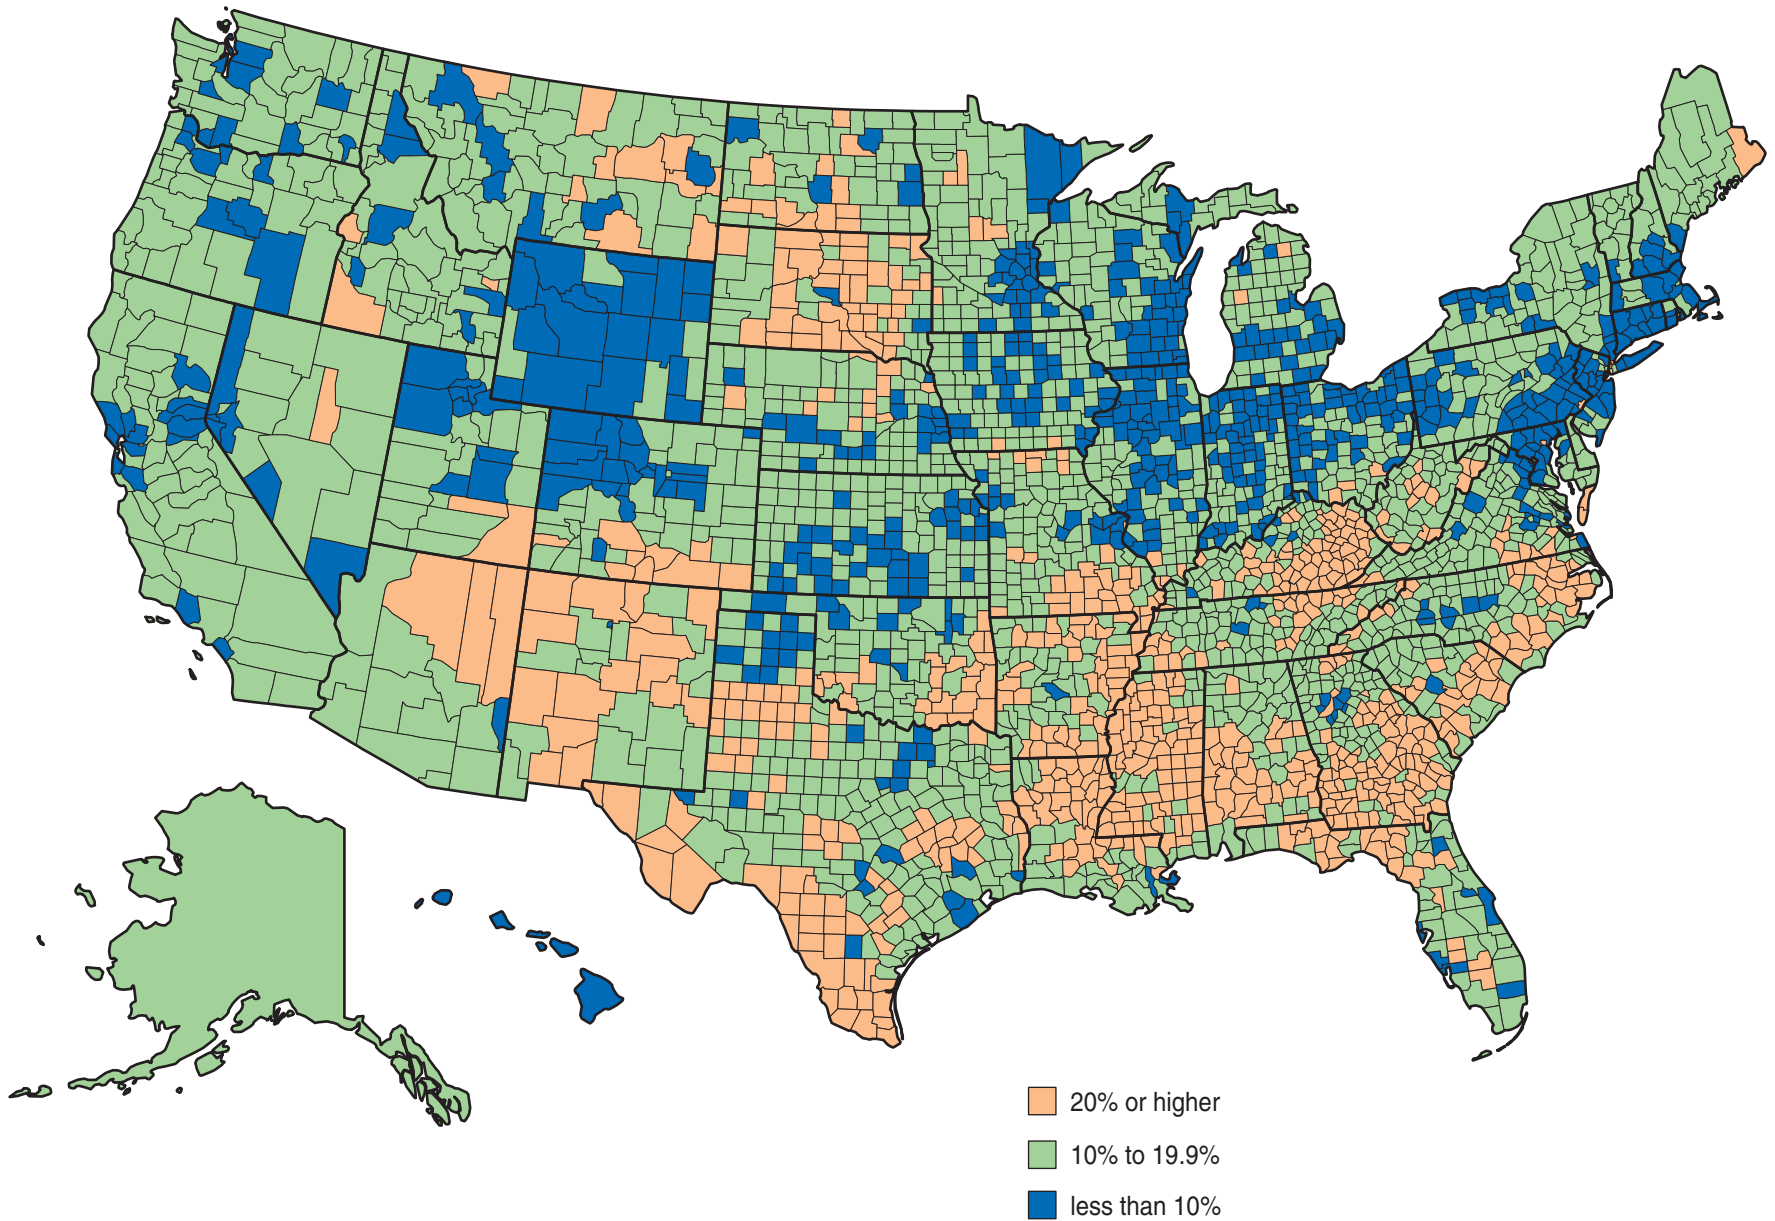 20% or higher
10% to 19.9%
less than 10%